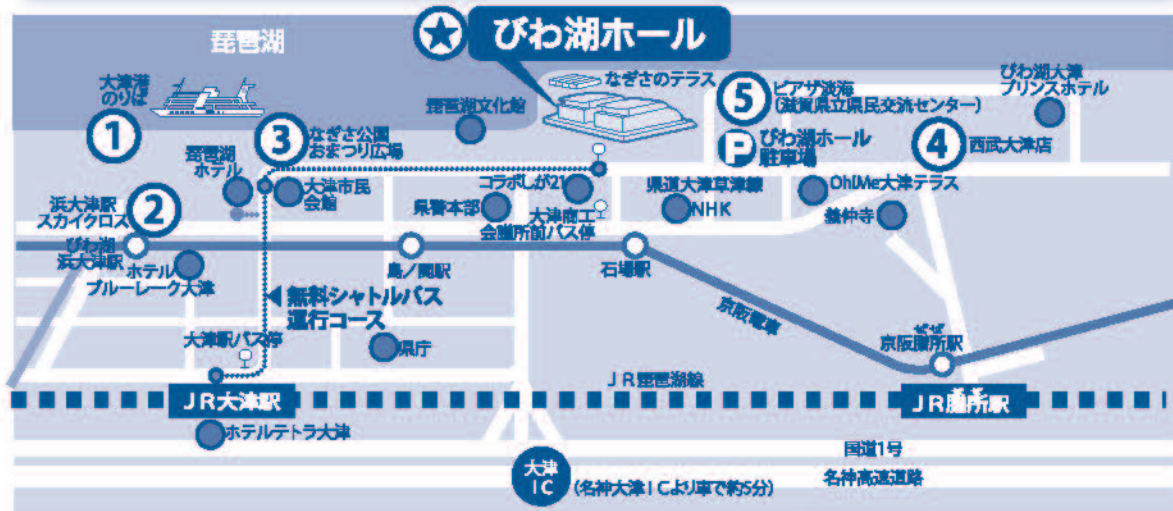 琵琶湖
びわ湖ホール
大津港
のりば
1
琵琶湖文化館
なぎさのテラス
5
ピアザ淡海
(滋賀県立県民交流センター)
びわ湖大津
プリンスホテル
3
なぎさ公園
おまつり広場
P
びわ湖ホール
駐車場
4
西武大津店
琵琶湖
ホテル
大津市民
会館
コラボしが21
県警本部
大津商工
会議所前バス停
県道大津草津線
NHK
Oh!Me大津テラス
義仲寺
浜大津駅
スカイクロス
2
びわ湖
浜大津駅
ホテル
ブルーレーク大津
島ノ関駅
石場駅
無料シャトルバス
運行コース
京阪電車
大津駅バス停
県庁
ぜぜ
京阪膳所駅
JR琵琶湖線
JR大津駅
ぜぜ
JR膳所駅
ホテルテトラ大津
国道1号
大津
IC
(名神大津ICより車で約5分)
名神高速道路